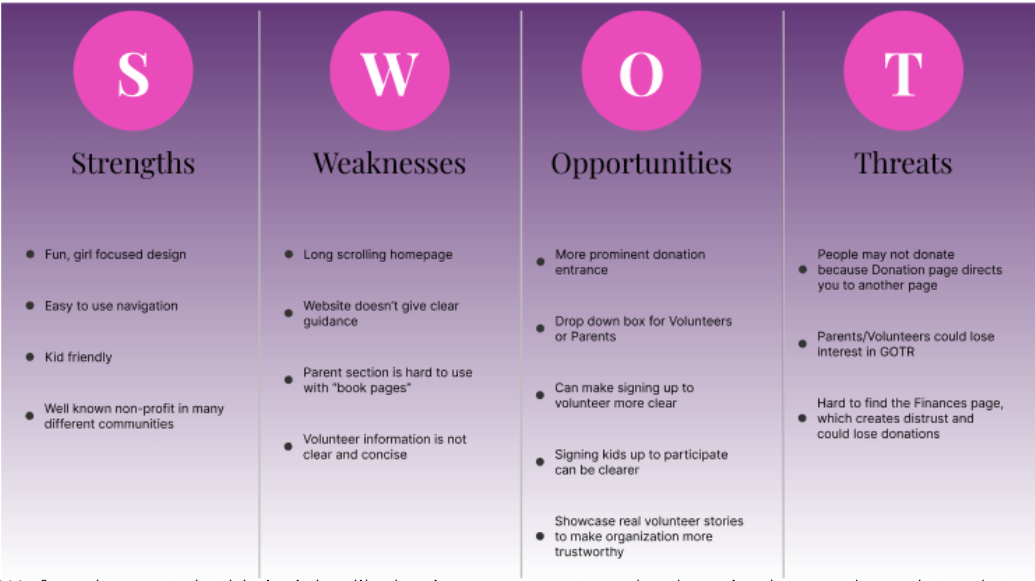 S
Strengths
Fun, girl focused design
Easy to use navigation
Kid friendly
Well known non-profit in many
different communities
W
Weaknesses
Long scrolling homepage
Website doesn't give clear
guidance
Parent section is hard to use
with "book pages"
Volunteer information is not
clear and concise
O
Opportunities
More prominent donation
entrance
Drop down box for Volunteers
or Parents
Can make signing up to
volunteer more clear
Signing kids up to participate
can be clearer
Showcase real volunteer stories
to make organization more
trustworthy
T
Threats
People may not donate
because Donation page directs
you to another page
Parents/Volunteers could lose
interest in GOTR
Hard to find the Finances page,
which creates distrust and
could lose donations